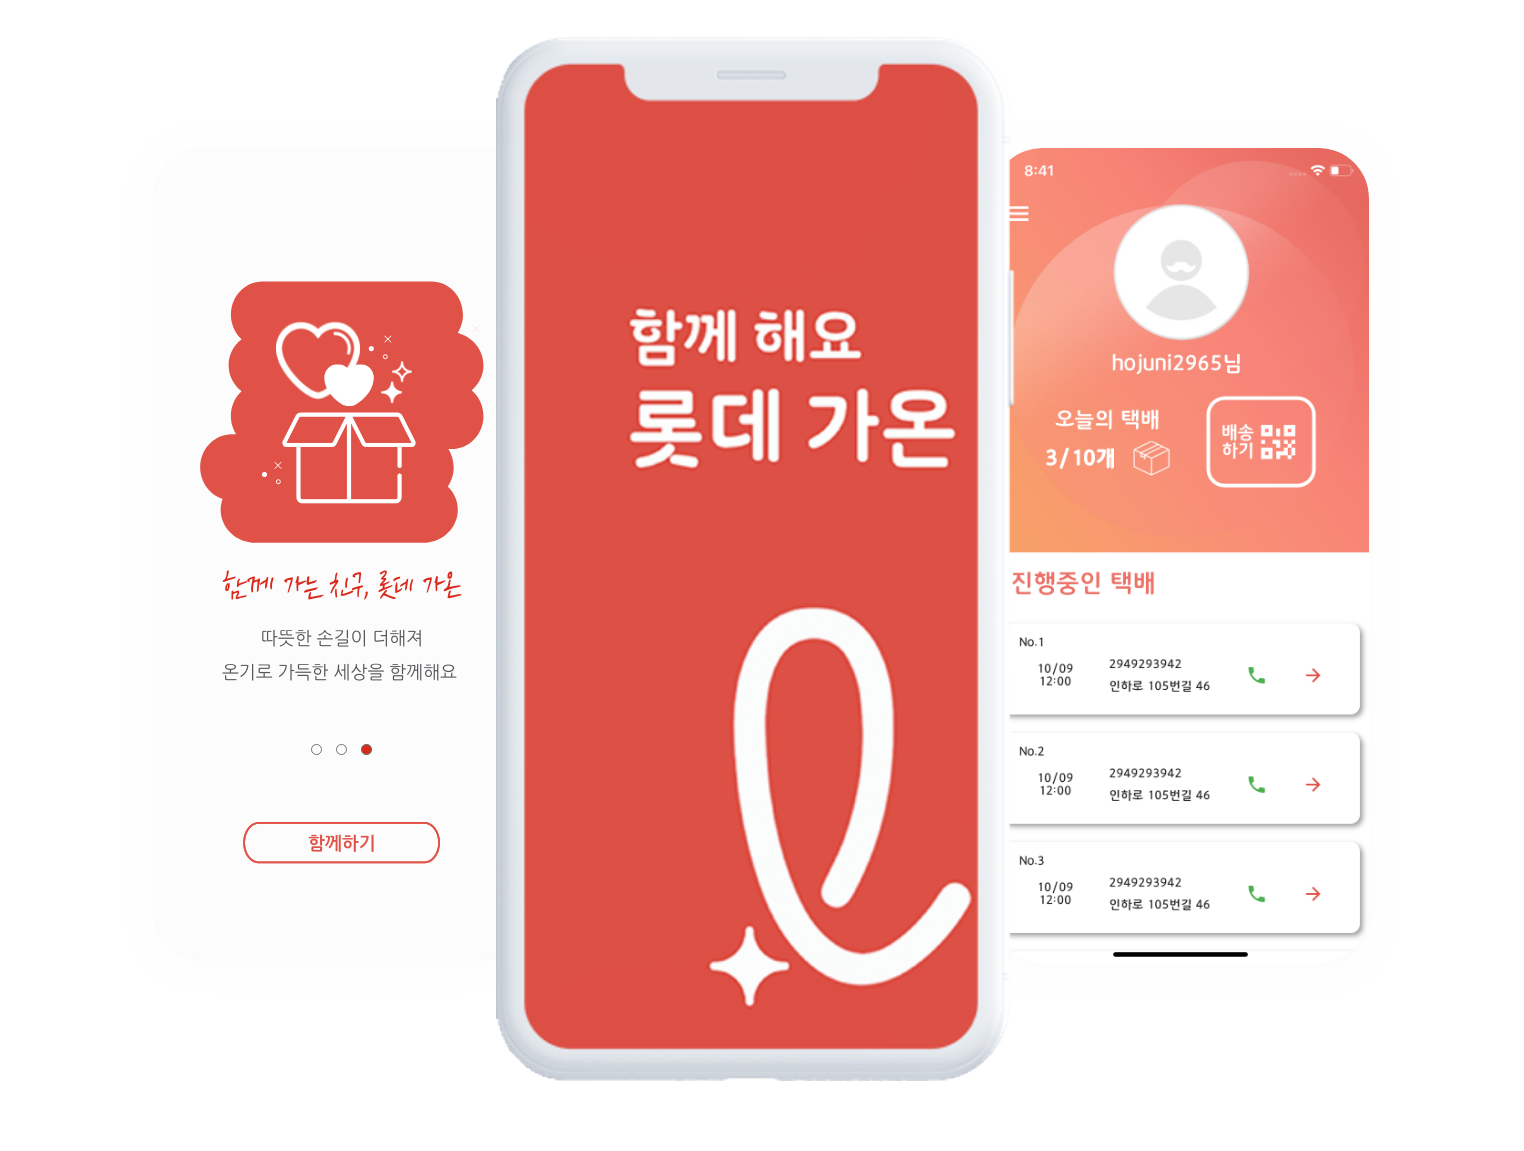 함께 가는 친구, 롯데 가온
따뜻한 손길이 더해져
온기로 가득한 세상을 함께해요
함께하기
함께 해요
롯데 가온
8:41
hojuni2965님
오늘의 택배
3/10개
배송
하기
진행중인 택배
No.1
10/09
12:00
2949293942
인하로 105번길 46
No.2
10/09
12:00
2949293942
인하로 105번길 46
No.3
10/09
12:00
2949293942
인하로 105번길 46